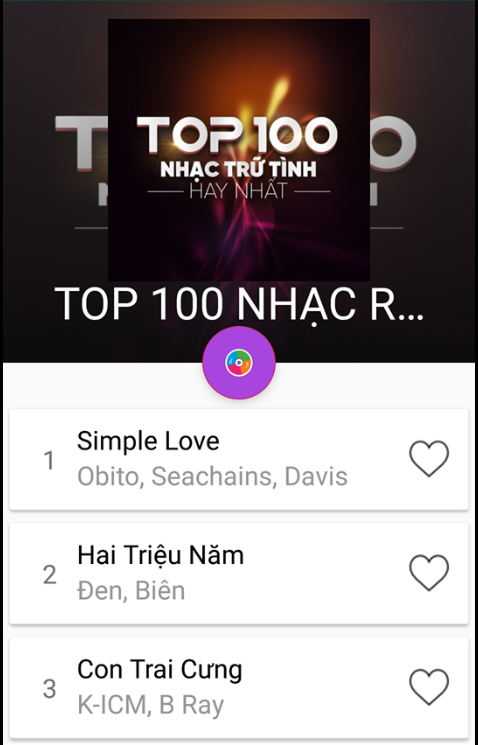 TOP 100
NHẠC TRỮ TÌNH
HAY NHẤT
TOP 100 NHẠC R...
1
Simple Love
Obito, Seachains, Davis
2
Hai Triệu Năm
Đen, Biên
3
Con Trai Cưng
K-ICM, B Ray